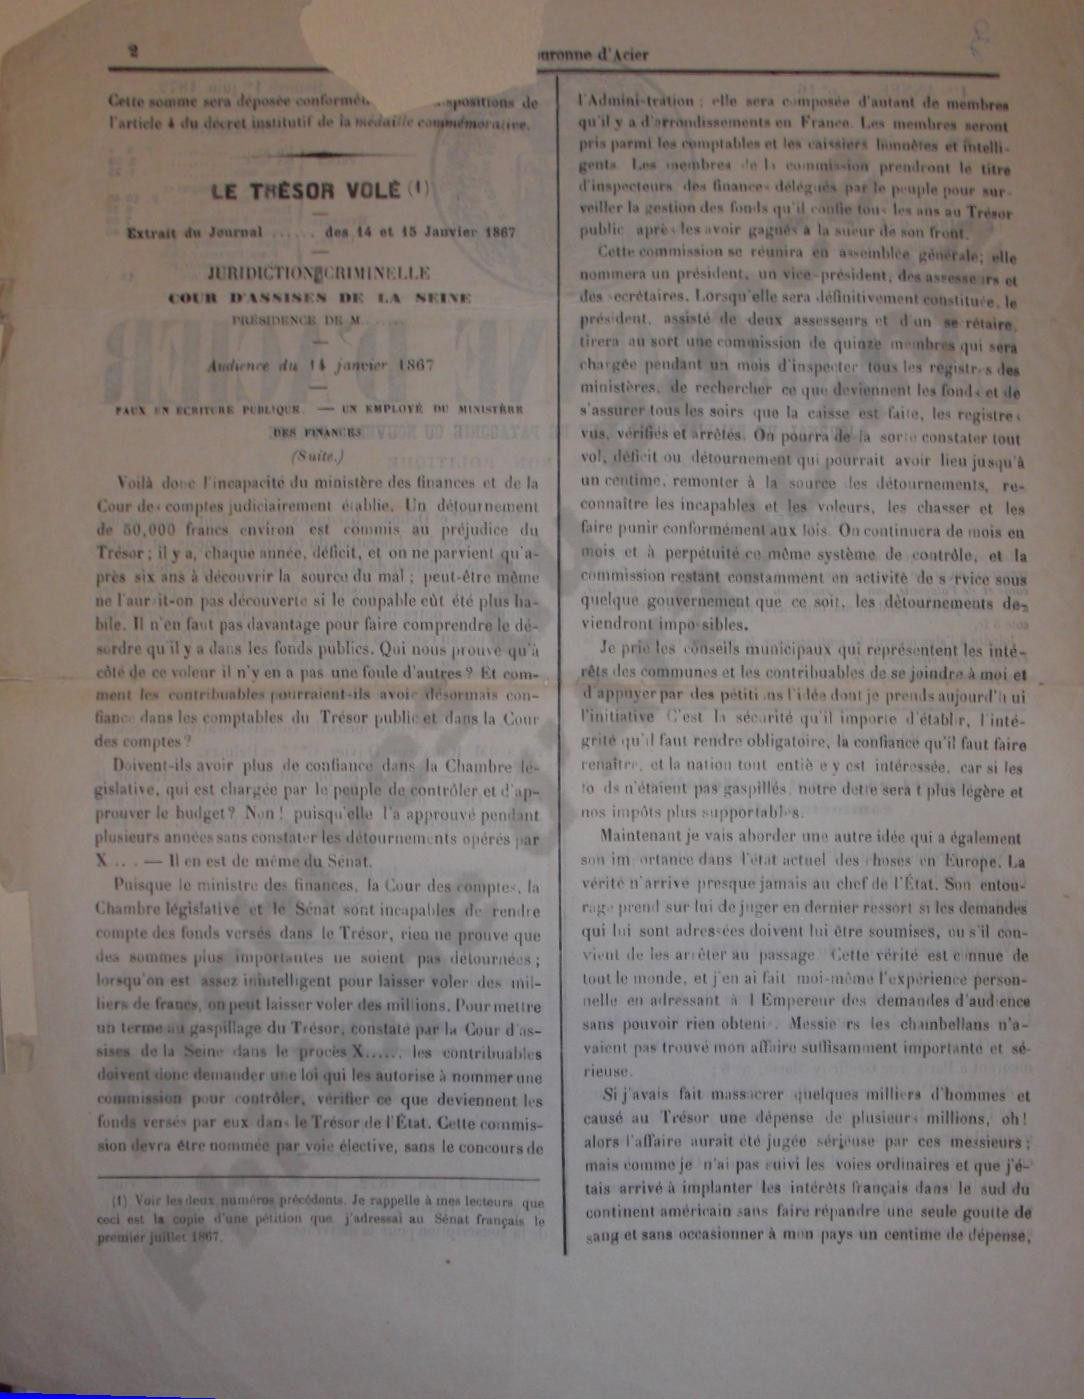 2
uronne d'Acier
Cette somme sera déposée conformé spositions de
l'article 4 du décret institutif de la médaille commémorative.
LE TRÉSOR VOLÉ (1)
Extrait du Journal ..... des 14 et 15 Janvier 1867
JURIDICTION CRIMINELLE
COUR D'ASSISES DE LA SEINE
PRÉSIDENCE DE M.....
Audience du 14 janvier 1867
FAUX EN ÉCRITURE PUBLIQUE. — UN EMPLOYÉ DU MINISTÈRE
DES FINANCES
(Suite.)
Voilà donc l'incapacité du ministère des finances et de la
Cour des comptes judiciairement établie. Un détournement
de 50,000 francs environ est commis au préjudice du
Trésor; il y a, chaque année, déficit, et on ne parvient qu'a-
près six ans à découvrir la source du mal; peut-être même
ne l'aur it-on pas découverte si le coupable eût été plus ha-
bile. Il n'en faut pas davantage pour faire comprendre le dé-
sordre qu'il y a dans les fonds publics. Qui nous prouve qu'à
côté de ce voleur il n'y en a pas une foule d'autres? Et com-
ment les contribuables pourraient-ils avoir désormais con-
fiance dans les comptables du Trésor public et dans la Cour
des comptes?
Doivent-ils avoir plus de confiance dans la Chambre lé-
gislative, qui est chargée par le peuple de contrôler et d'ap-
prouver le budget? Non! puisqu'elle l'a approuvé pendant
plusieurs années sans constater les détournements opérés par
X ... — Il en est de même du Sénat.
Puisque le ministre des finances, la Cour des comptes, la
Chambre législative et le Sénat sont incapables de rendre
compte des fonds versés dans le Trésor, rien ne prouve que
des sommes plus importantes ne soient pas détournées;
lorsqu'on est assez inintelligent pour laisser voler des mil-
liers de francs, on peut laisser voler des millions. Pour mettre
un terme au gaspillage du Trésor, constaté par la Cour d'as-
sises de la Seine dans le procès X....., les contribuables
doivent donc demander une loi qui les autorise à nommer une
commission pour contrôler, vérifier ce que deviennent les
fonds versés par eux dans le Trésor de l'État. Cette commis-
sion devra être nommée par voie élective, sans le concours de
(1) Voir les deux numéros précédents. Je rappelle à mes lecteurs que
ceci est la copie d'une pétition que j'adressai au Sénat français le
premier juillet 1867.
l'Admini-tration; elle sera composée d'autant de membres
qu'il y a d'arrondissements en France. Les membres seront
pris parmi les comptables et les caissiers honnêtes et intelli-
gents. Les membres de la commission prendront le titre
d'inspecteurs des finances délégués par le peuple pour sur-
veiller la gestion des fonds qu'il confie tous les ans au Trésor
public après les avoir gagnés à la sueur de son front.
Cette commission se réunira en assemblée générale; elle
nommera un président, un vice-président, des assesseurs et
des secrétaires. Lorsqu'elle sera définitivement constituée, le
président, assisté de deux assesseurs et d'un se rétaire,
tirera au sort une commission de quinze membres qui sera
chargée pendant un mois d'inspecter tous les registres des
ministères, de rechercher ce que deviennent les fonds et de
s'assurer tous les soirs que la caisse est faite, les registres
vus, vérifiés et arrêtés. On pourra de la sorte constater tout
vol, déficit ou détournement qui pourrait avoir lieu jusqu'à
un centime, remonter à la source des détournements, re-
connaître les incapables et les voleurs, les chasser et les
faire punir conformément aux lois. On continuera de mois en
mois et à perpétuité ce même système de contrôle, et la
commission restant constamment en activité de s rvice sous
quelque gouvernement que ce soit, les détournements de-
viendront impossibles.
Je prie les conseils municipaux qui représentent les inté-
rêts des communes et les contribuables de se joindre à moi et
d'appuyer par des pétiti ns l'idée dont je prends aujourd'h ui
l'initiative C'est la sécurité qu'il importe d'établ r, l'inté-
grité qu'il faut rendre obligatoire, la confiance qu'il faut faire
renaître, et la nation tout entiè e y est intéressée, car si les
fo ds n'étaient pas gaspillés, notre dette sera t plus légère et
nos impôts plus supportables.
Maintenant je vais aborder une autre idée qui a également
son im ortance dans l'état actuel des choses en Europe. La
vérité n'arrive presque jamais au chef de l'État. Son entou-
rage prend sur lui de juger en dernier ressort si les demandes
qui lui sont adressées doivent lui être soumises, ou s'il con-
vient de les arrêter au passage Cette vérité est connue de
tout le monde, et j'en ai fait moi-même l'expérience person-
nelle en adressant à l Empereur des demandes d'audience
sans pouvoir rien obteni . Messie rs les chambellans n'a-
vaient pas trouvé mon affaire suffisamment importante et sé-
rieuse.
Si j'avais fait massacrer quelques milliers d'hommes et
causé au Trésor une dépense de plusieurs millions, oh!
alors l'affaire aurait été jugée sérieuse par ces messieurs;
mais comme je n'ai pas suivi les voies ordinaires et que j'é-
tais arrivé à implanter les intérêts français dans le sud du
continent américain sans faire répandre une seule goutte de
sang et sans occasionner à mon pays un centime de dépense,